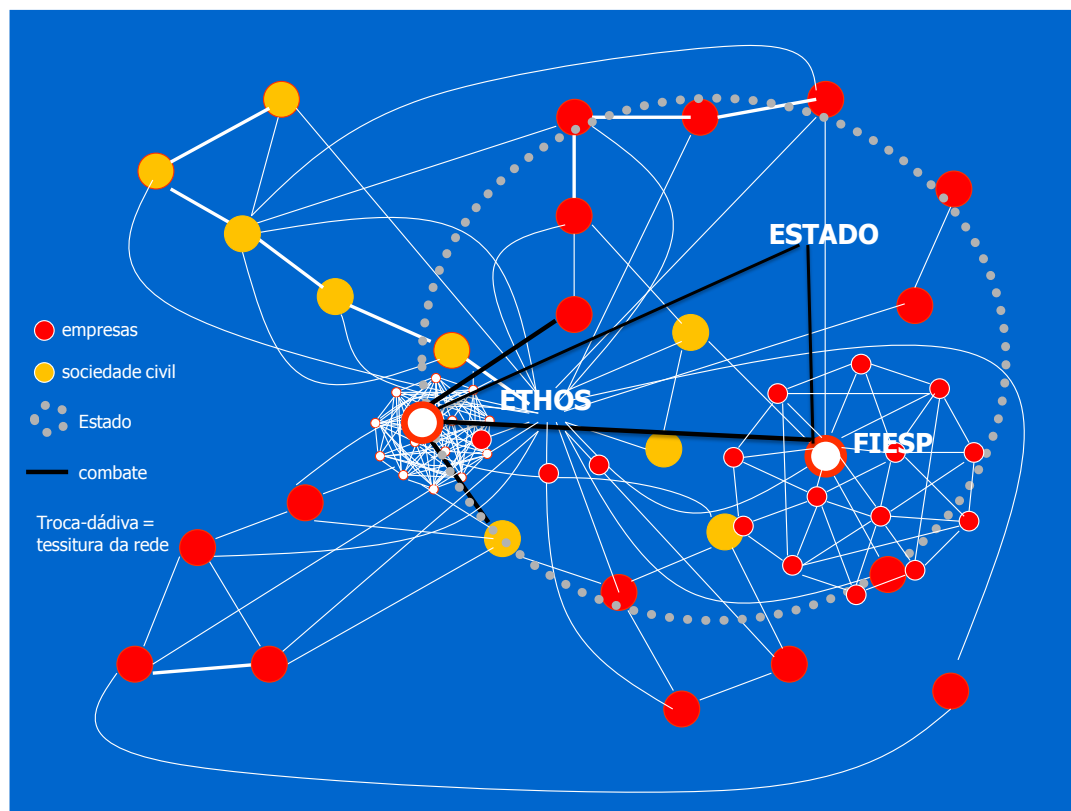 ESTADO
empresas
sociedade civil
ETHOS
Estado
FIESP
combate
Troca-dádiva =
tessitura da rede